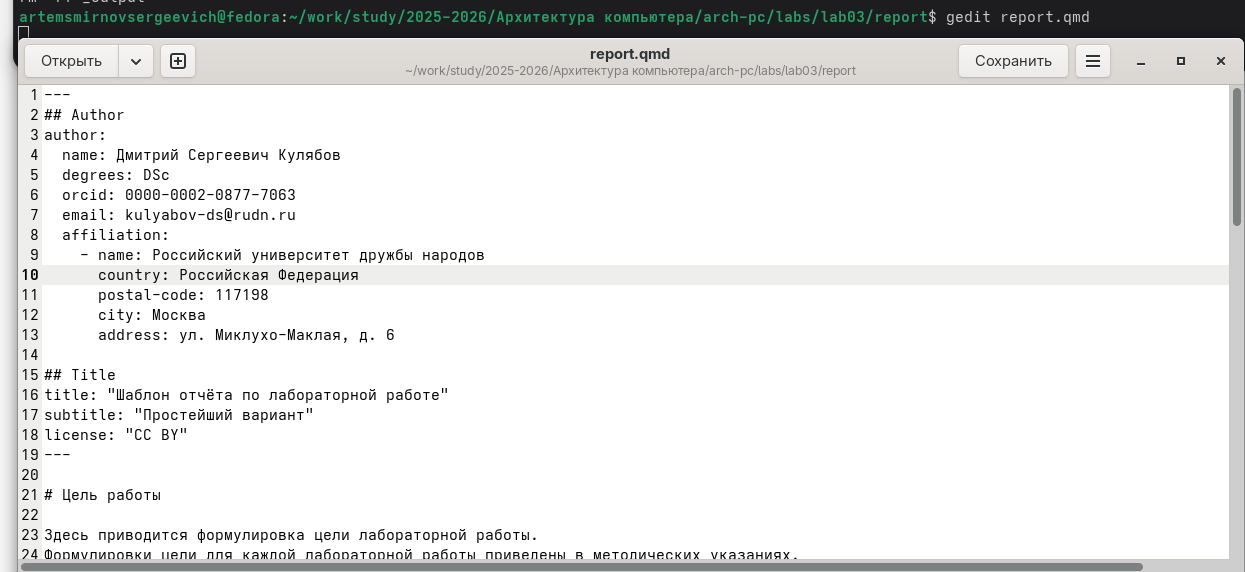 artemsmirnovsergeevich@fedora:~/work/study/2025-2026/Архитектура компьютера/arch-pc/labs/lab03/report$ gedit report.qmd
Открыть
report.qmd
~/work/study/2025-2026/Архитектура компьютера/arch-pc/labs/lab03/report
Сохранить
1 ---
2 ## Author
3 author:
4   name: Дмитрий Сергеевич Кулябов
5   degrees: DSc
6   orcid: 0000-0002-0877-7063
7   email: kulyabov-ds@rudn.ru
8   affiliation:
9     - name: Российский университет дружбы народов
10       country: Российская Федерация
11       postal-code: 117198
12       city: Москва
13       address: ул. Миклухо-Маклая, д. 6
14
15 ## Title
16 title: "Шаблон отчёта по лабораторной работе"
17 subtitle: "Простейший вариант"
18 license: "CC BY"
19 ---
20
21 # Цель работы
22
23 Здесь приводится формулировка цели лабораторной работы.
24 Формулировки цели для каждой лабораторной работы приведены в методических указаниях.